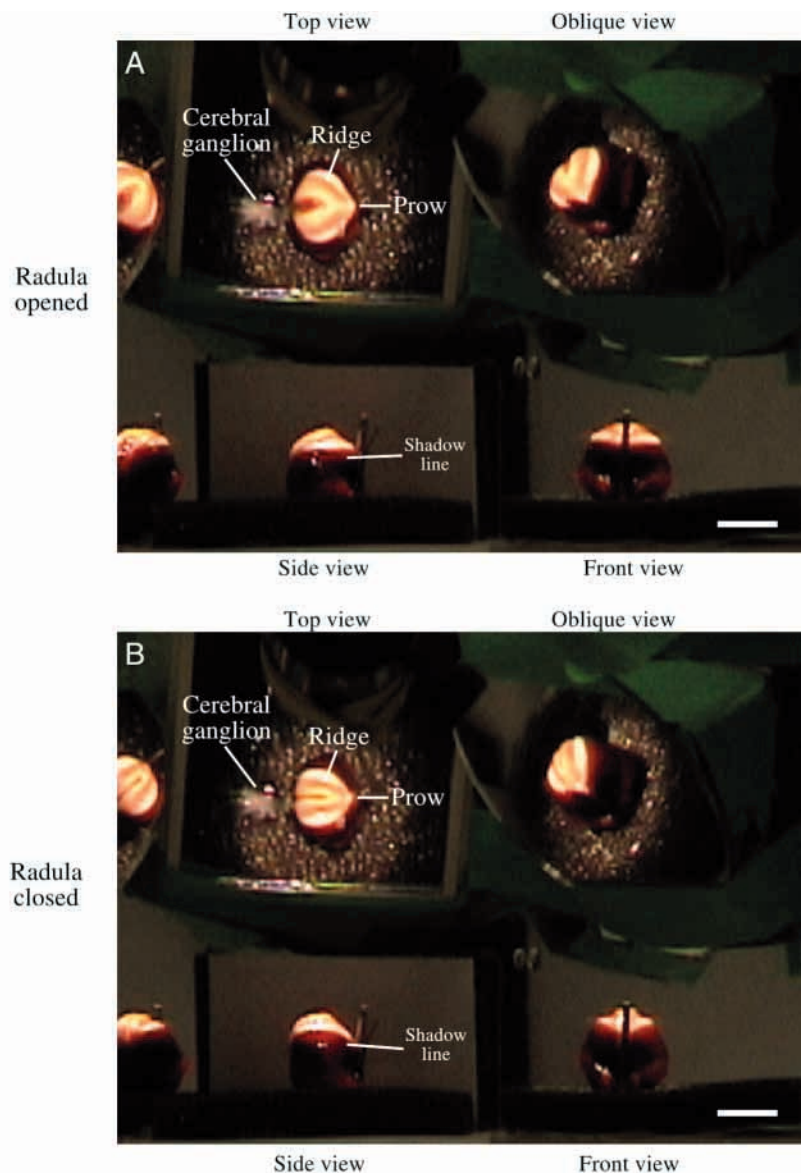 Top view
Oblique view
A
Cerebral
ganglion
Ridge
Prow
Radula
opened
Shadow
line
Side view
Front view
Top view
Oblique view
B
Cerebral
ganglion
Ridge
Prow
Radula
closed
Shadow
line
Side view
Front view